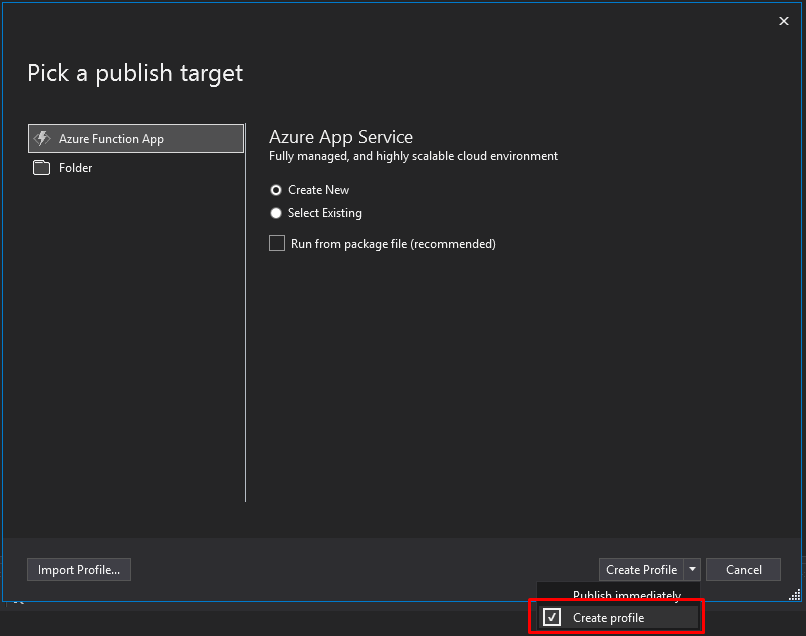 Pick a publish target
Azure Function App
Folder
Azure App Service
Fully managed, and highly scalable cloud environment
Create New
Select Existing
Run from package file (recommended)
Import Profile...
Create Profile
Cancel
Publish immediately
Create profile